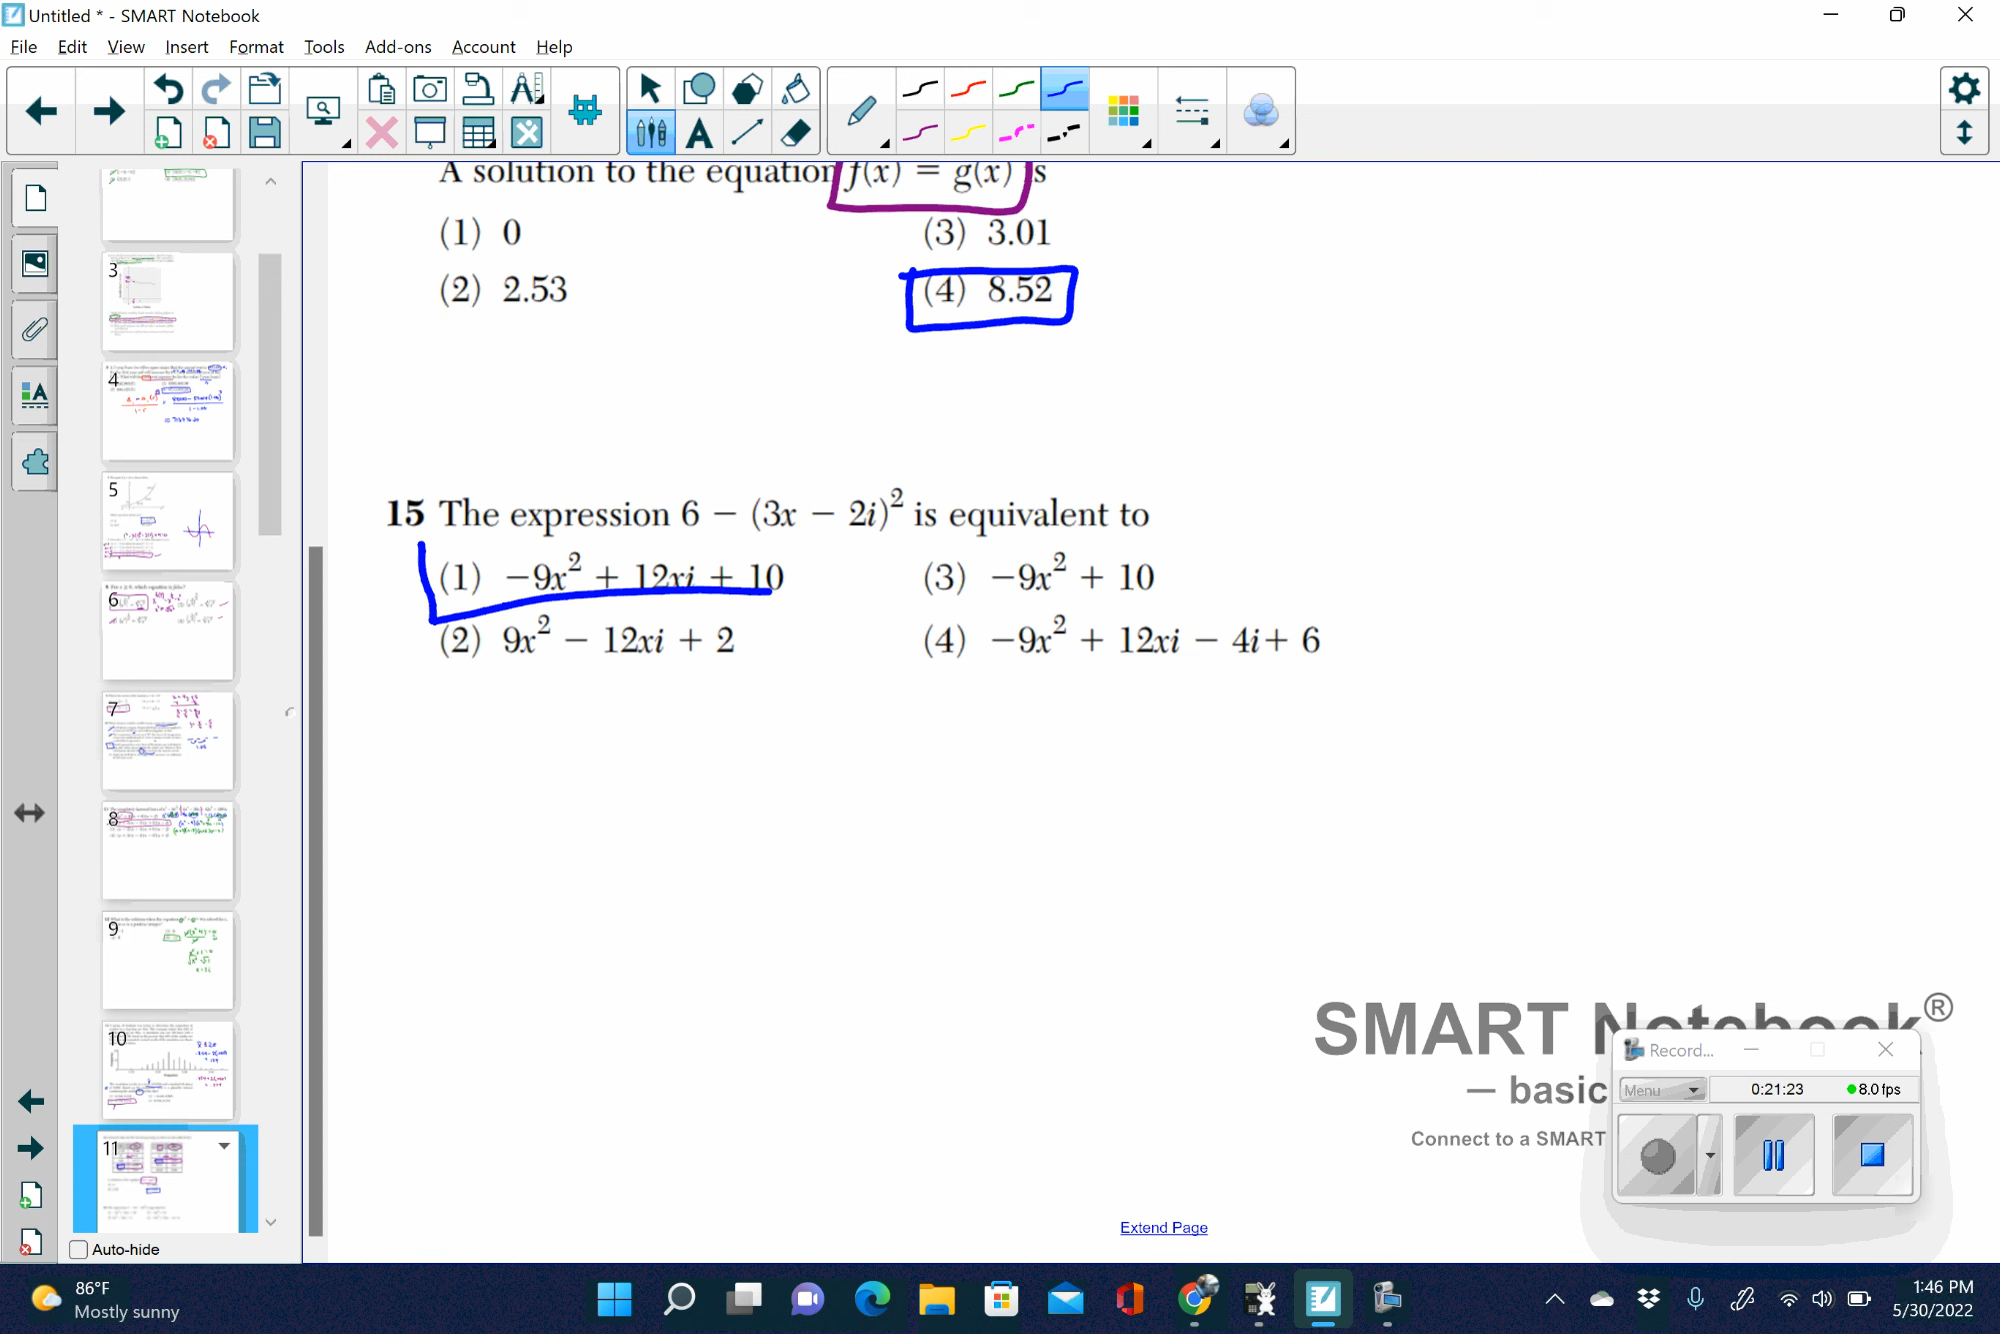 Untitled * - SMART Notebook
File Edit View Insert Format Tools Add-ons Account Help
A solution to the equation f(x) = g(x) is
(1) 0 (3) 3.01
(2) 2.53 (4) 8.52
15 The expression 6 − (3x − 2i)² is equivalent to
(1) −9x² + 12xi + 10 (3) −9x² + 10
(2) 9x² − 12xi + 2 (4) −9x² + 12xi − 4i + 6
3
4
5
6
7
8
9
10
11
Auto-hide
SMART Notebook®
— basic
Connect to a SMART
Extend Page
Record...
Menu 0:21:23 8.0 fps
86°F
Mostly sunny
1:46 PM
5/30/2022